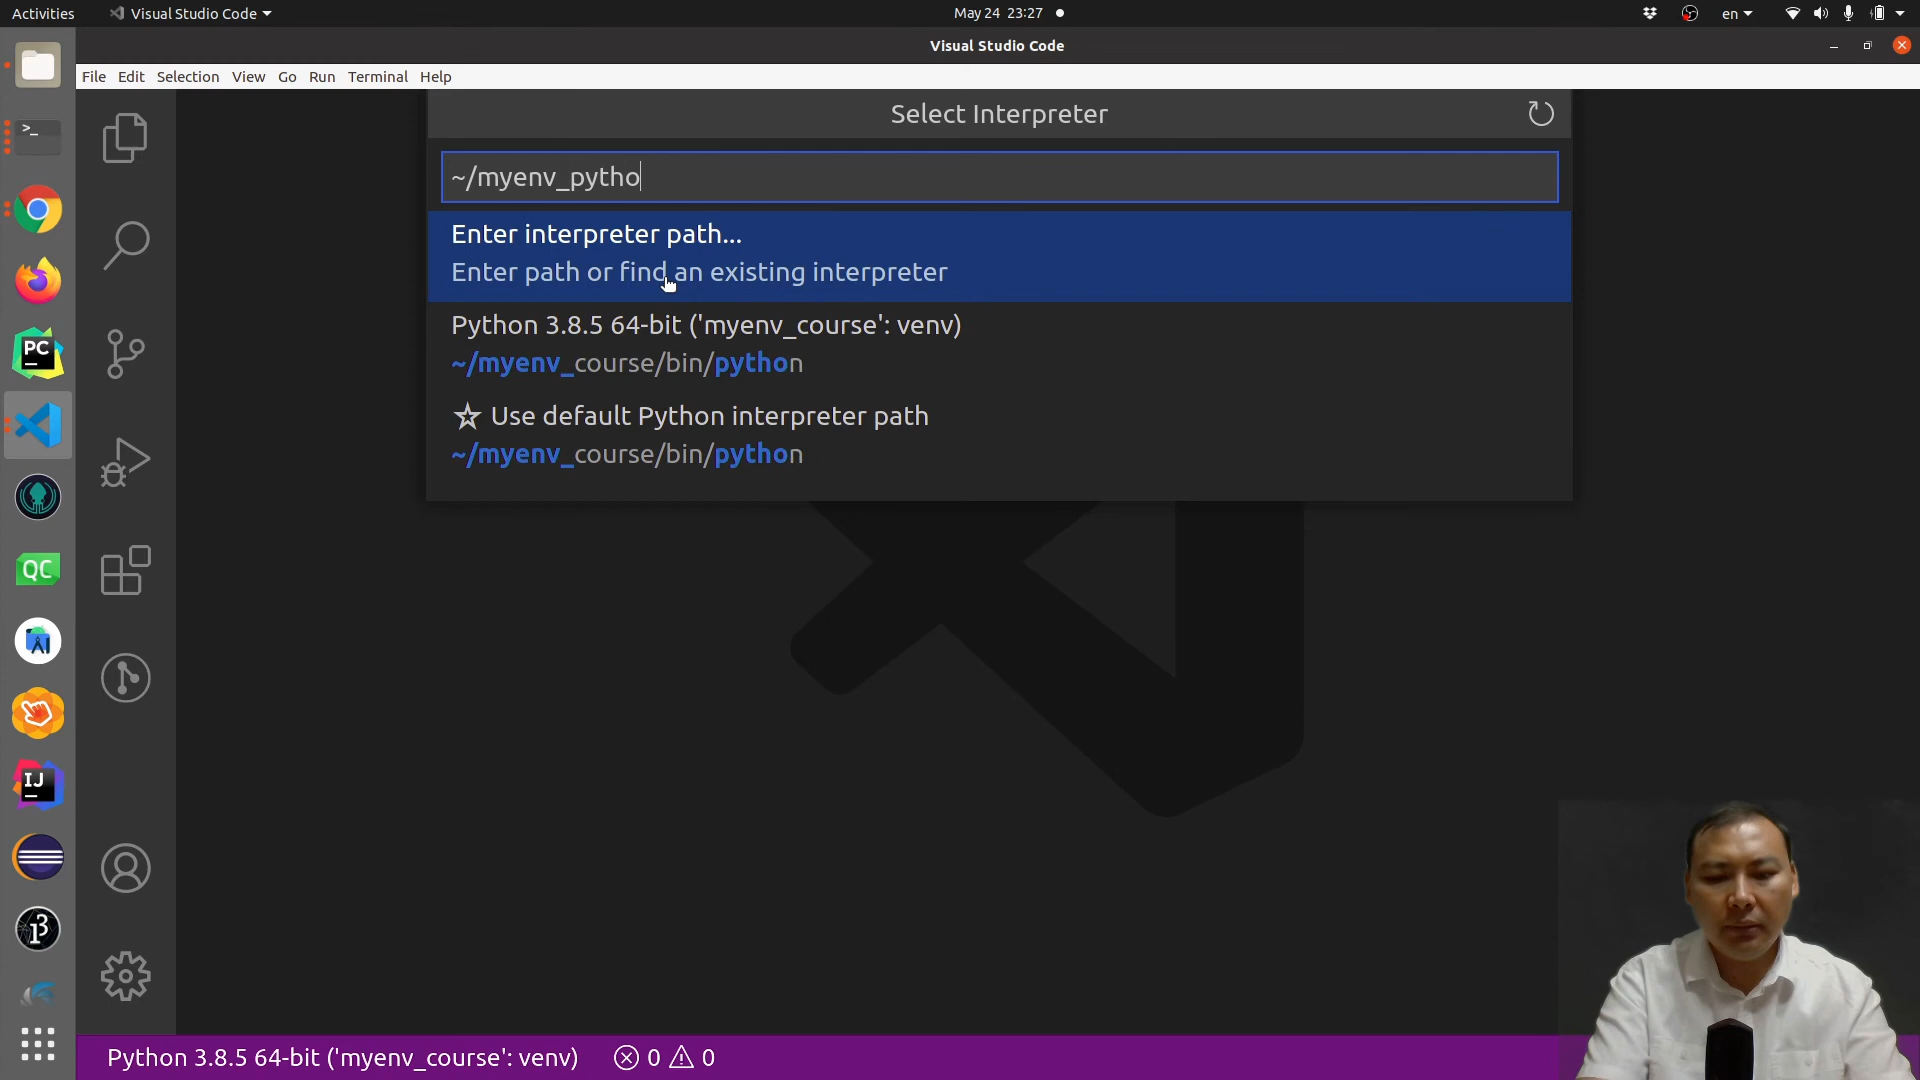 Activities
Visual Studio Code
May 24 23:27
en
Visual Studio Code
File Edit Selection View Go Run Terminal Help
Select Interpreter
~/myenv_pytho
Enter interpreter path...
Enter path or find an existing interpreter
Python 3.8.5 64-bit ('myenv_course': venv)
~/myenv_course/bin/python
☆ Use default Python interpreter path
~/myenv_course/bin/python
>_
PC
QC
IJ
Python 3.8.5 64-bit ('myenv_course': venv) 0 0